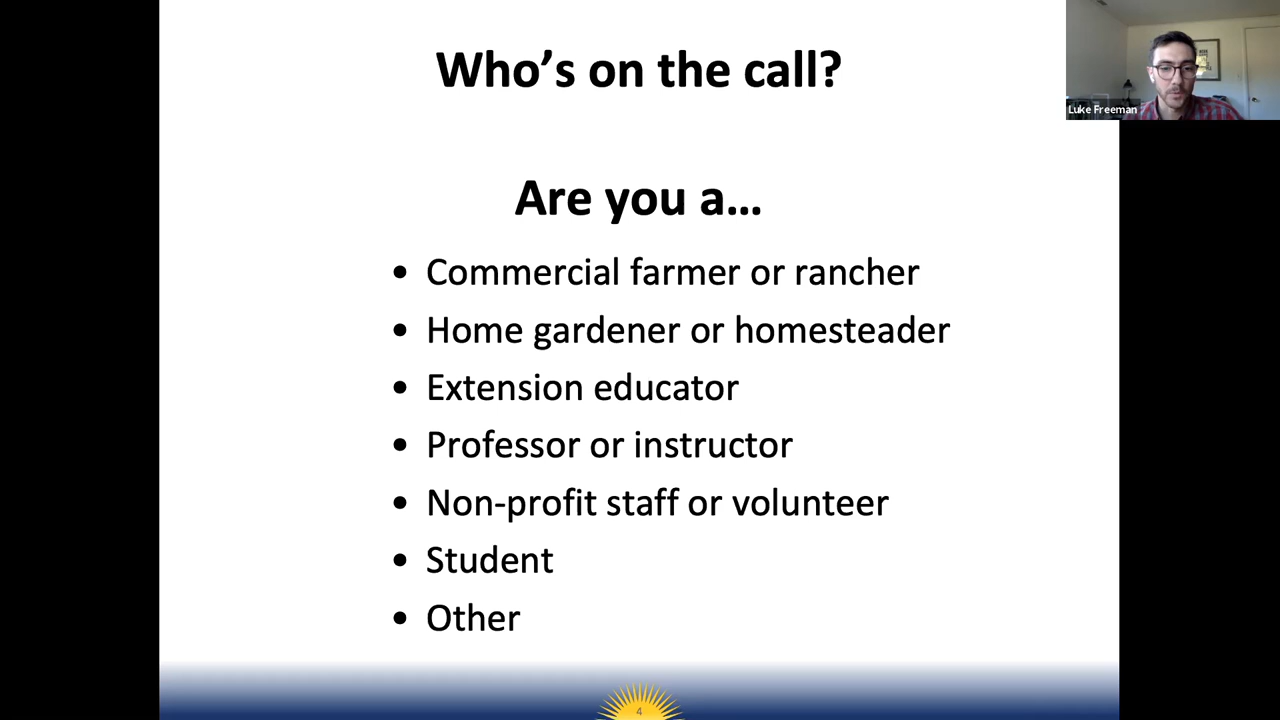 Who’s on the call?
Luke Freeman
Are you a…
• Commercial farmer or rancher
• Home gardener or homesteader
• Extension educator
• Professor or instructor
• Non-profit staff or volunteer
• Student
• Other
4